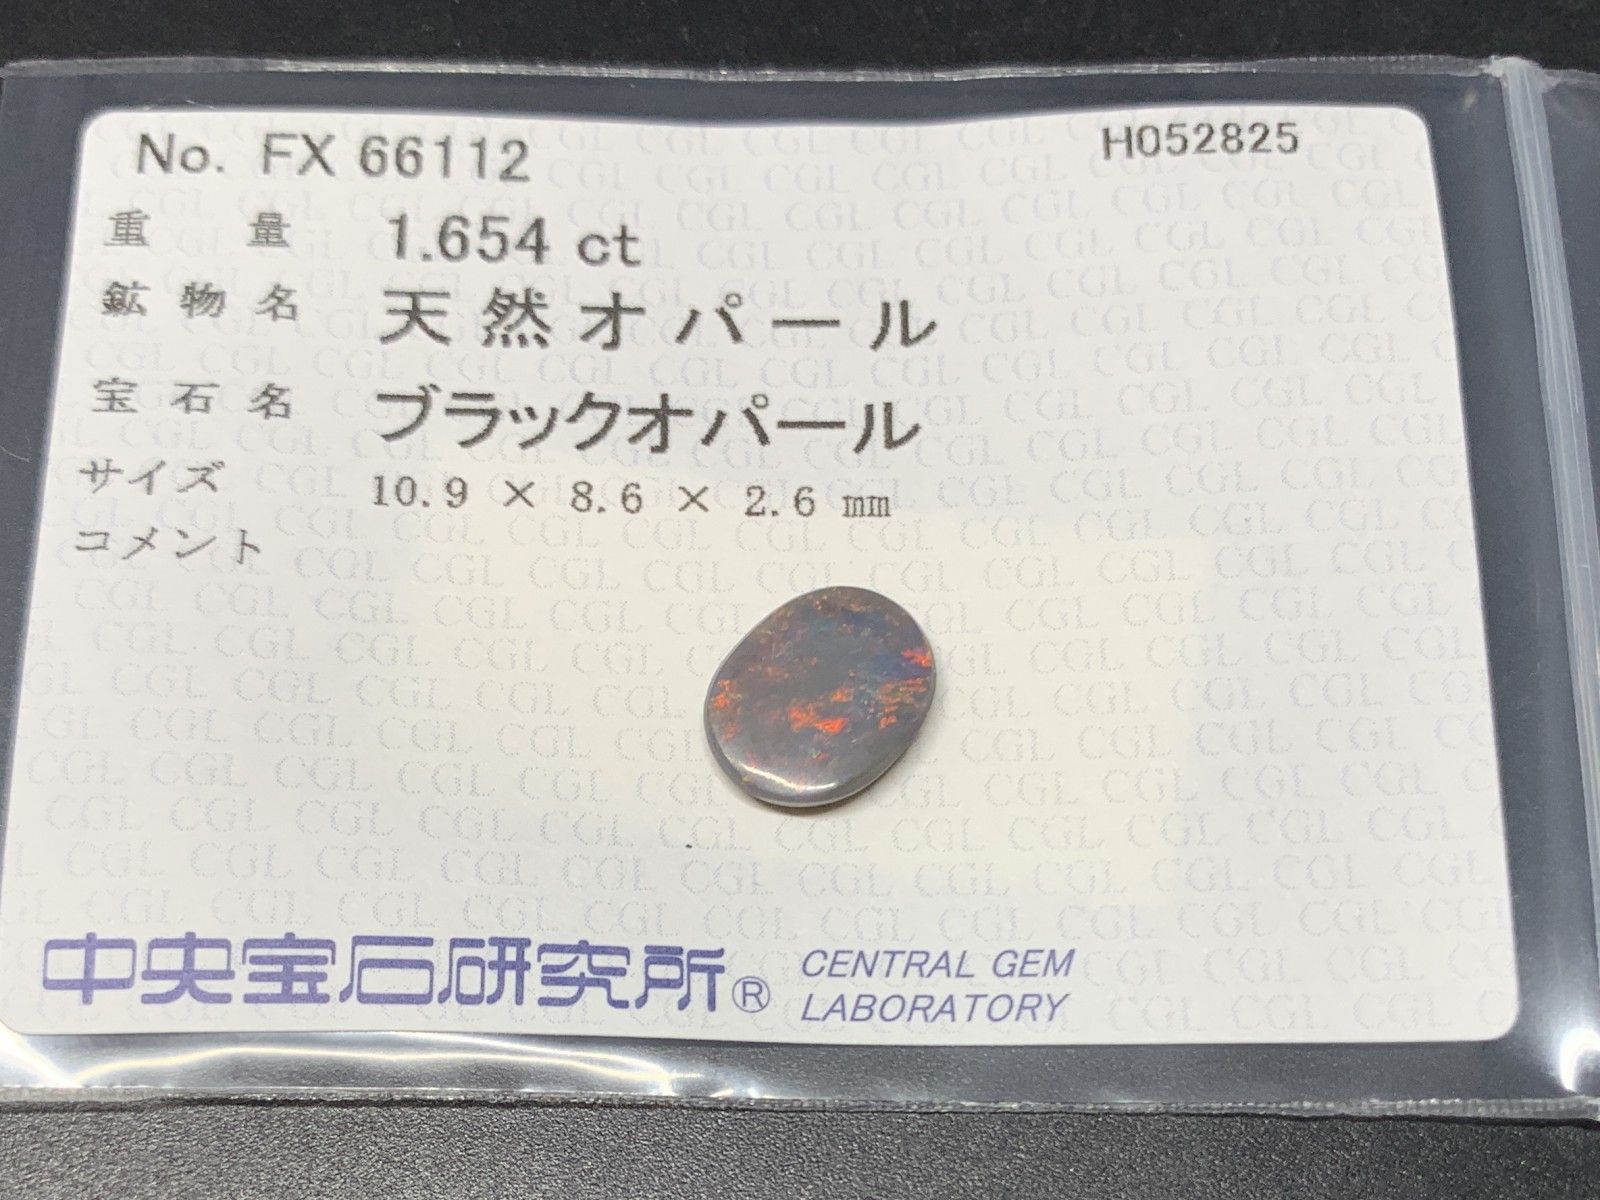 No. FX 66112 H052825
重量 1.654 ct
鉱物名 天然オパール
宝石名 ブラックオパール
サイズ 10.9 × 8.6 × 2.6 mm
コメント
中央宝石研究所® CENTRAL GEM
LABORATORY